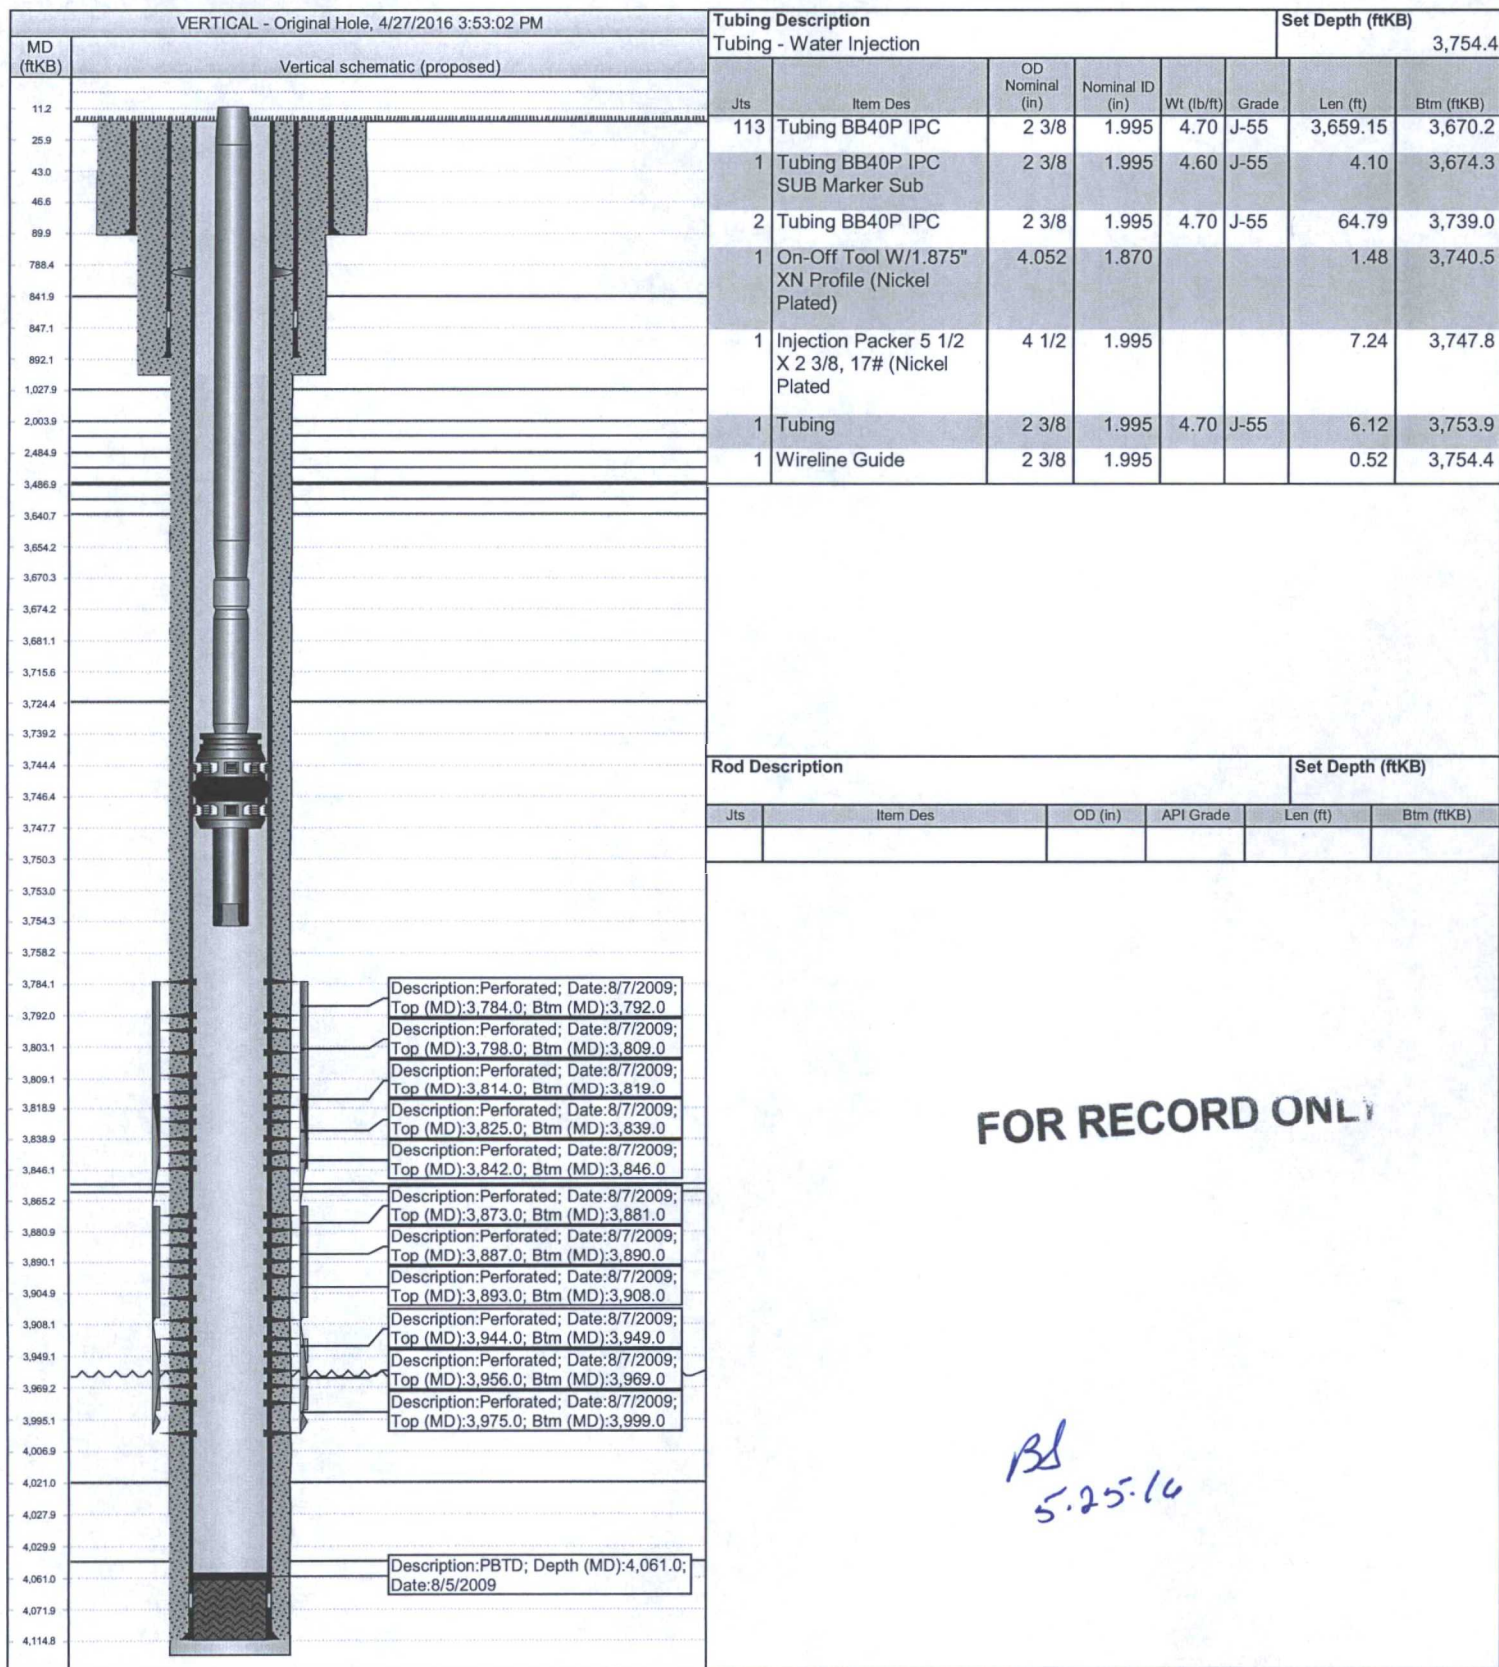 VERTICAL - Original Hole, 4/27/2016 3:53:02 PM
MD
(ftKB)
Vertical schematic (proposed)
11.2
25.9
43.0
46.6
89.9
788.4
841.9
847.1
892.1
1,027.9
2,003.9
2,484.9
3,486.9
3,640.7
3,654.2
3,670.3
3,674.2
3,681.1
3,715.6
3,724.4
3,739.2
3,744.4
3,746.4
3,747.7
3,750.3
3,753.0
3,754.3
3,758.2
3,784.1
3,792.0
3,803.1
3,809.1
3,818.9
3,838.9
3,846.1
3,865.2
3,880.9
3,890.1
3,904.9
3,908.1
3,949.1
3,969.2
3,995.1
4,006.9
4,021.0
4,027.9
4,029.9
4,061.0
4,071.9
4,114.8
Description:Perforated; Date:8/7/2009;
Top (MD):3,784.0; Btm (MD):3,792.0
Description:Perforated; Date:8/7/2009;
Top (MD):3,798.0; Btm (MD):3,809.0
Description:Perforated; Date:8/7/2009;
Top (MD):3,814.0; Btm (MD):3,819.0
Description:Perforated; Date:8/7/2009;
Top (MD):3,825.0; Btm (MD):3,839.0
Description:Perforated; Date:8/7/2009;
Top (MD):3,842.0; Btm (MD):3,846.0
Description:Perforated; Date:8/7/2009;
Top (MD):3,873.0; Btm (MD):3,881.0
Description:Perforated; Date:8/7/2009;
Top (MD):3,887.0; Btm (MD):3,890.0
Description:Perforated; Date:8/7/2009;
Top (MD):3,893.0; Btm (MD):3,908.0
Description:Perforated; Date:8/7/2009;
Top (MD):3,944.0; Btm (MD):3,949.0
Description:Perforated; Date:8/7/2009;
Top (MD):3,956.0; Btm (MD):3,969.0
Description:Perforated; Date:8/7/2009;
Top (MD):3,975.0; Btm (MD):3,999.0
Description:PBTD; Depth (MD):4,061.0;
Date:8/5/2009
Tubing Description Set Depth (ftKB)
Tubing - Water Injection 3,754.4
Jts Item Des OD Nominal (in) Nominal ID (in) Wt (lb/ft) Grade Len (ft) Btm (ftKB)
113 Tubing BB40P IPC 2 3/8 1.995 4.70 J-55 3,659.15 3,670.2
1 Tubing BB40P IPC 2 3/8 1.995 4.60 J-55 4.10 3,674.3
SUB Marker Sub
2 Tubing BB40P IPC 2 3/8 1.995 4.70 J-55 64.79 3,739.0
1 On-Off Tool W/1.875" 4.052 1.870 1.48 3,740.5
XN Profile (Nickel
Plated)
1 Injection Packer 5 1/2 4 1/2 1.995 7.24 3,747.8
X 2 3/8, 17# (Nickel
Plated
1 Tubing 2 3/8 1.995 4.70 J-55 6.12 3,753.9
1 Wireline Guide 2 3/8 1.995 0.52 3,754.4
Rod Description Set Depth (ftKB)
Jts Item Des OD (in) API Grade Len (ft) Btm (ftKB)
FOR RECORD ONLY
5.25.16